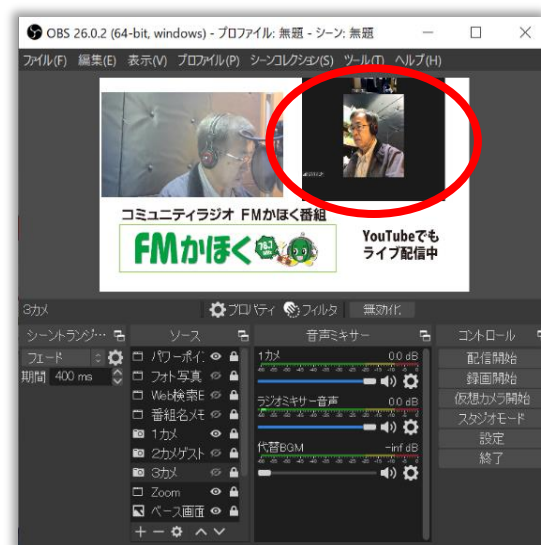 OBS 26.0.2 (64-bit, windows) - プロファイル: 無題 - シーン: 無題
ファイル(F) 編集(E) 表示(V) プロファイル(P) シーンコレクション(S) ツール(T) ヘルプ(H)
コミュニティラジオ FMかほく番組
FMかほく 78.7
YouTubeでも
ライブ配信中
3カメ
プロパティ フィルタ 無効化
シーントランジ… ソース 音声ミキサー コントロール
フェード
期間 400 ms
パワーポイ:
フォト写真
Web検索E
番組名メモ
1カメ
2カメゲスト
3カメ
Zoom
ベース画面
1カメ 0.0 dB
ラジオミキサー音声 0.0 dB
代替BGM -inf dB
配信開始
録画開始
仮想カメラ開始
スタジオモード
設定
終了